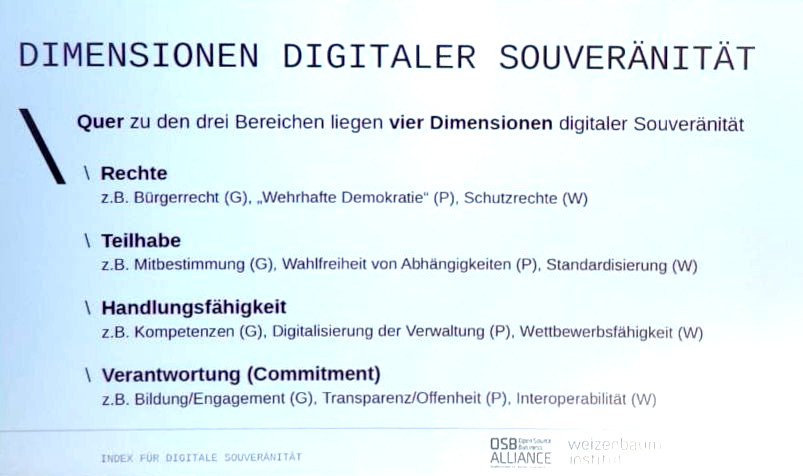 DIMENSIONEN DIGITALER SOUVERÄNITÄT
Quer zu den drei Bereichen liegen vier Dimensionen digitaler Souveränität
\ Rechte
z.B. Bürgerrecht (G), „Wehrhafte Demokratie“ (P), Schutzrechte (W)
\ Teilhabe
z.B. Mitbestimmung (G), Wahlfreiheit von Abhängigkeiten (P), Standardisierung (W)
\ Handlungsfähigkeit
z.B. Kompetenzen (G), Digitalisierung der Verwaltung (P), Wettbewerbsfähigkeit (W)
\ Verantwortung (Commitment)
z.B. Bildung/Engagement (G), Transparenz/Offenheit (P), Interoperabilität (W)
INDEX FÜR DIGITALE SOUVERÄNITÄT
OSB Open Source
Business
ALLIANCE
weizenbaum
institut